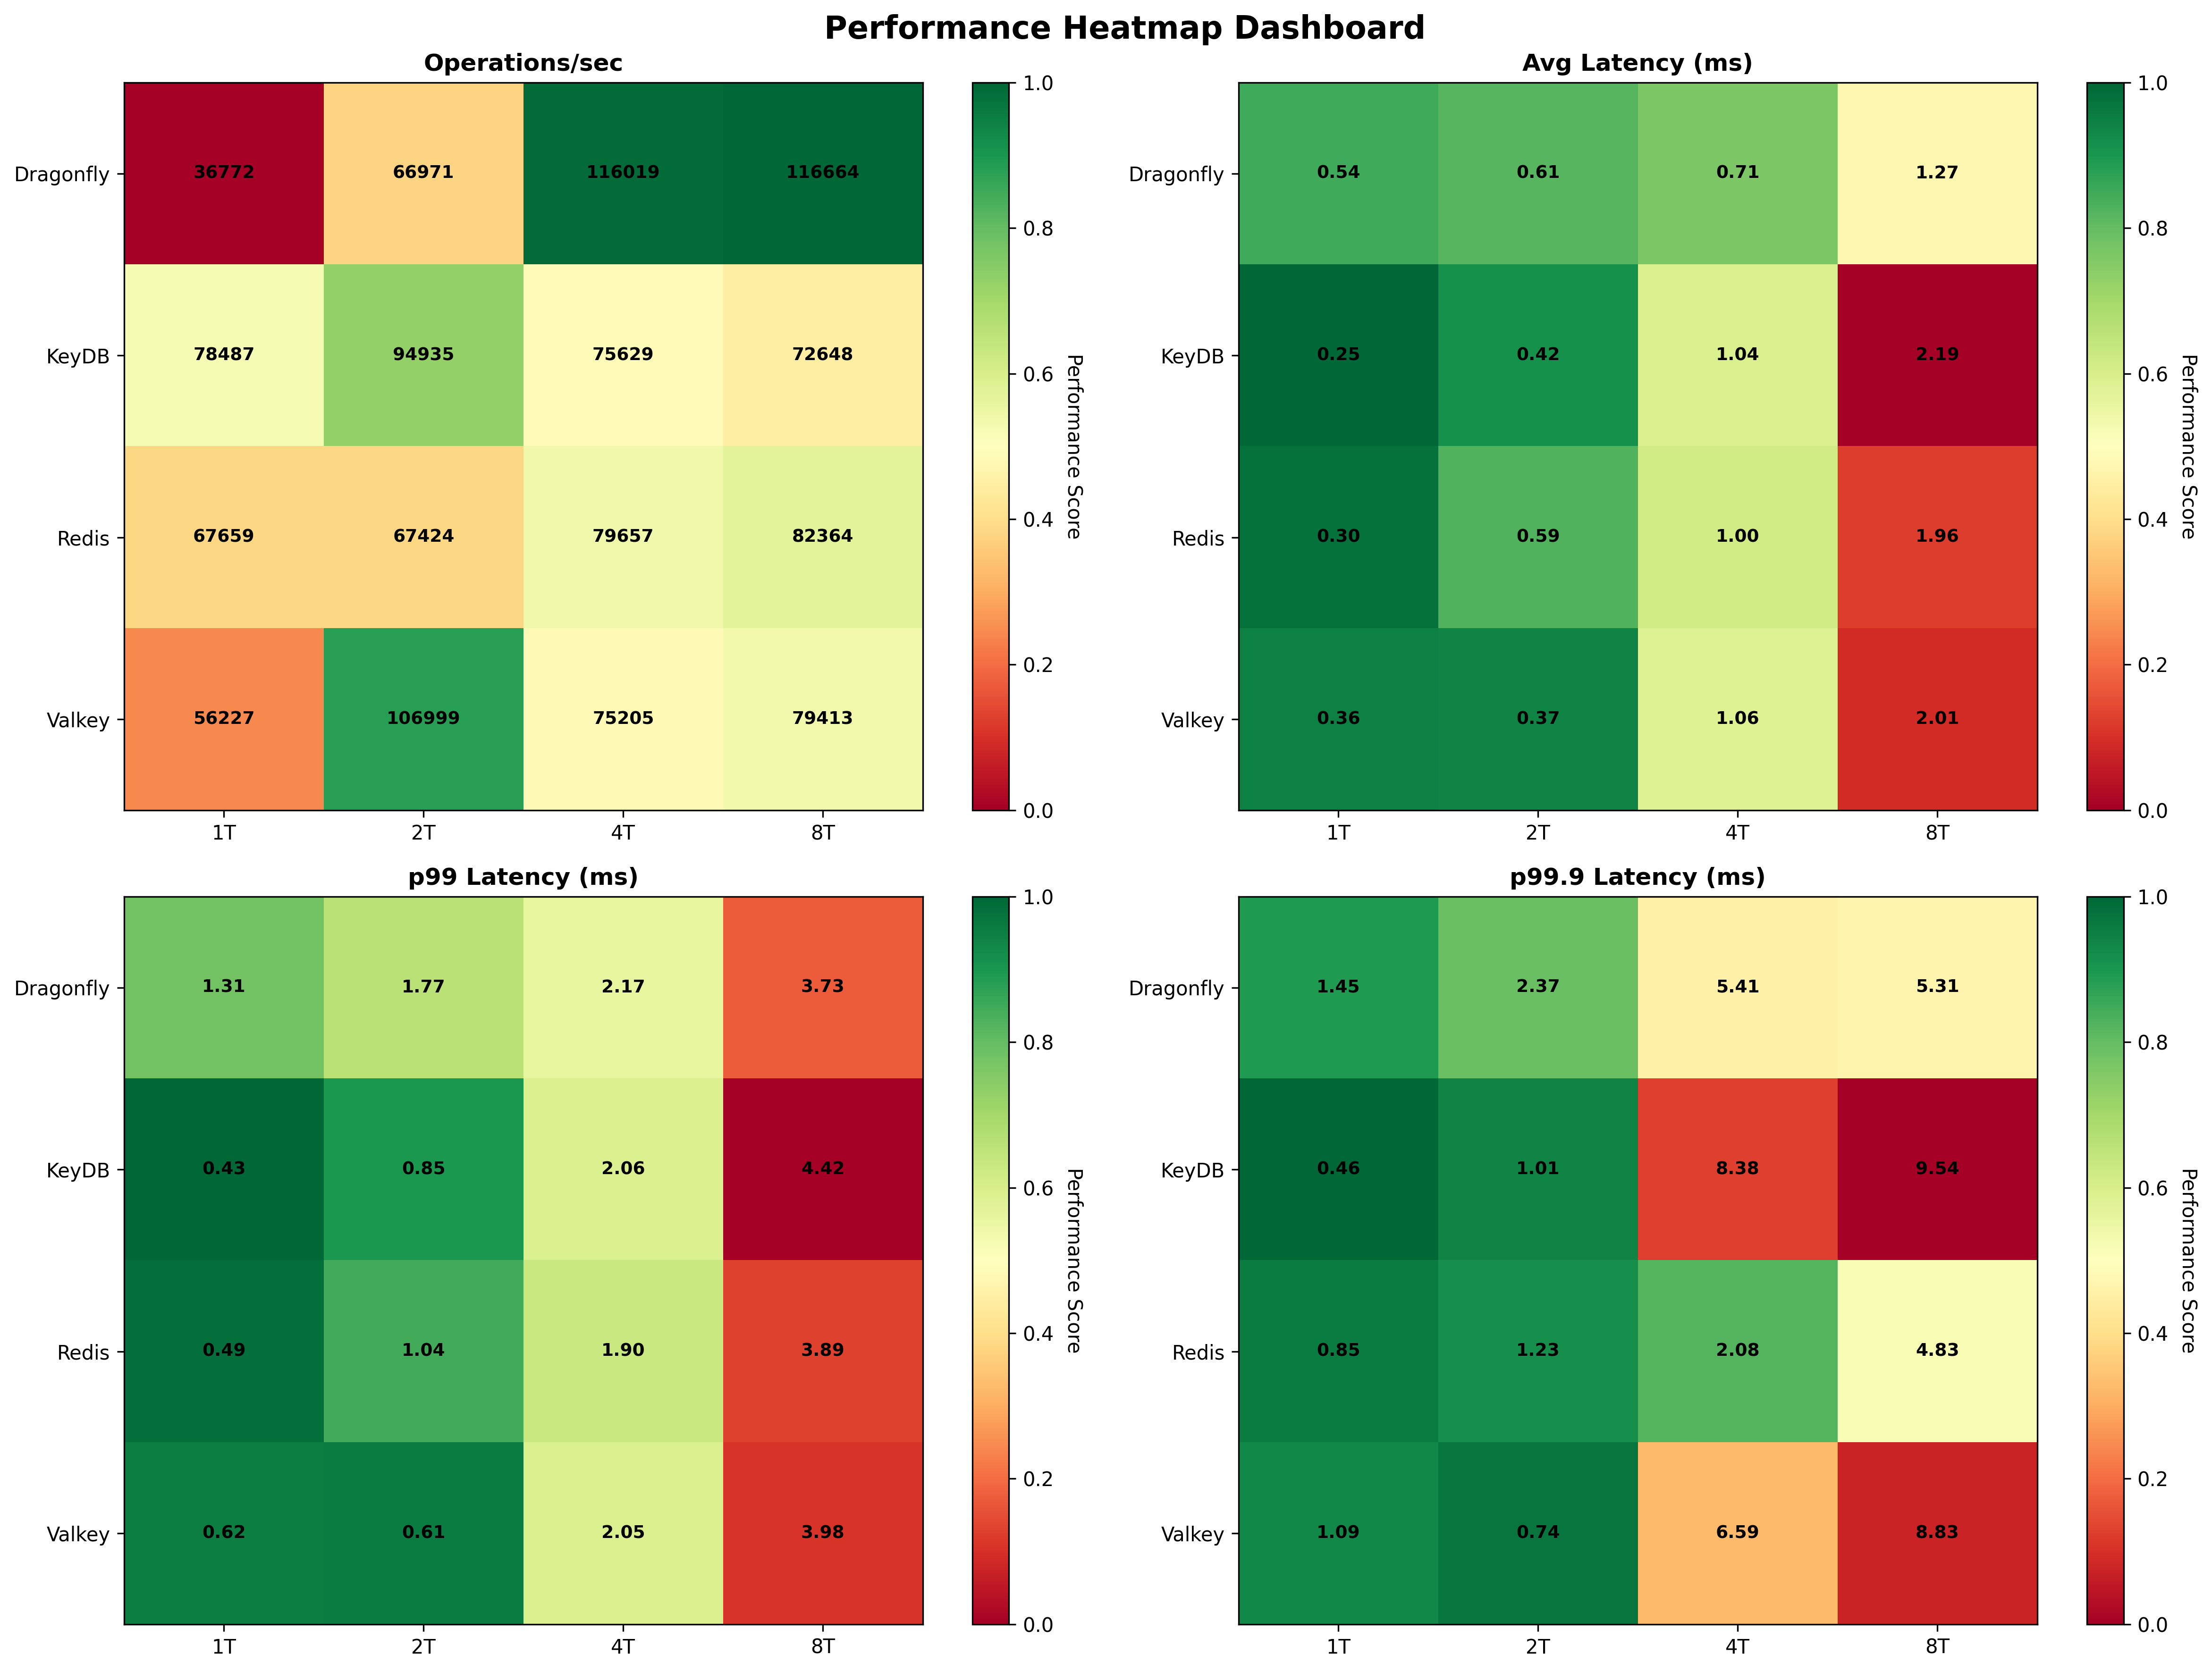 Performance Heatmap Dashboard
Operations/sec
Dragonfly 36772 66971 116019 116664
KeyDB 78487 94935 75629 72648
Redis 67659 67424 79657 82364
Valkey 56227 106999 75205 79413
1T 2T 4T 8T
1.0
0.8
0.6
0.4
0.2
0.0
Performance Score
Avg Latency (ms)
Dragonfly 0.54 0.61 0.71 1.27
KeyDB 0.25 0.42 1.04 2.19
Redis 0.30 0.59 1.00 1.96
Valkey 0.36 0.37 1.06 2.01
1T 2T 4T 8T
1.0
0.8
0.6
0.4
0.2
0.0
Performance Score
p99 Latency (ms)
Dragonfly 1.31 1.77 2.17 3.73
KeyDB 0.43 0.85 2.06 4.42
Redis 0.49 1.04 1.90 3.89
Valkey 0.62 0.61 2.05 3.98
1T 2T 4T 8T
1.0
0.8
0.6
0.4
0.2
0.0
Performance Score
p99.9 Latency (ms)
Dragonfly 1.45 2.37 5.41 5.31
KeyDB 0.46 1.01 8.38 9.54
Redis 0.85 1.23 2.08 4.83
Valkey 1.09 0.74 6.59 8.83
1T 2T 4T 8T
1.0
0.8
0.6
0.4
0.2
0.0
Performance Score